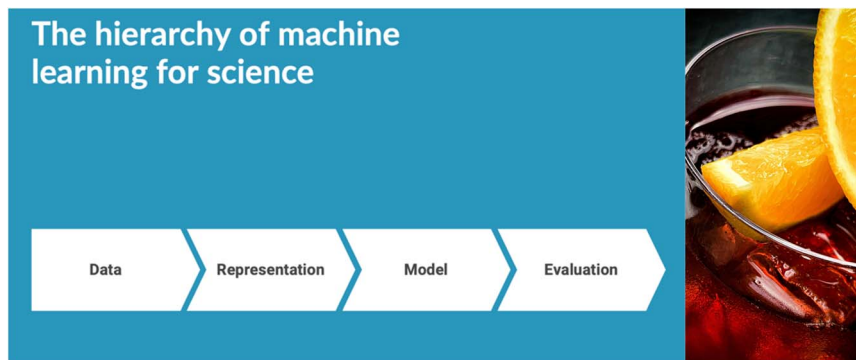 The hierarchy of machine
learning for science
Data
Representation
Model
Evaluation